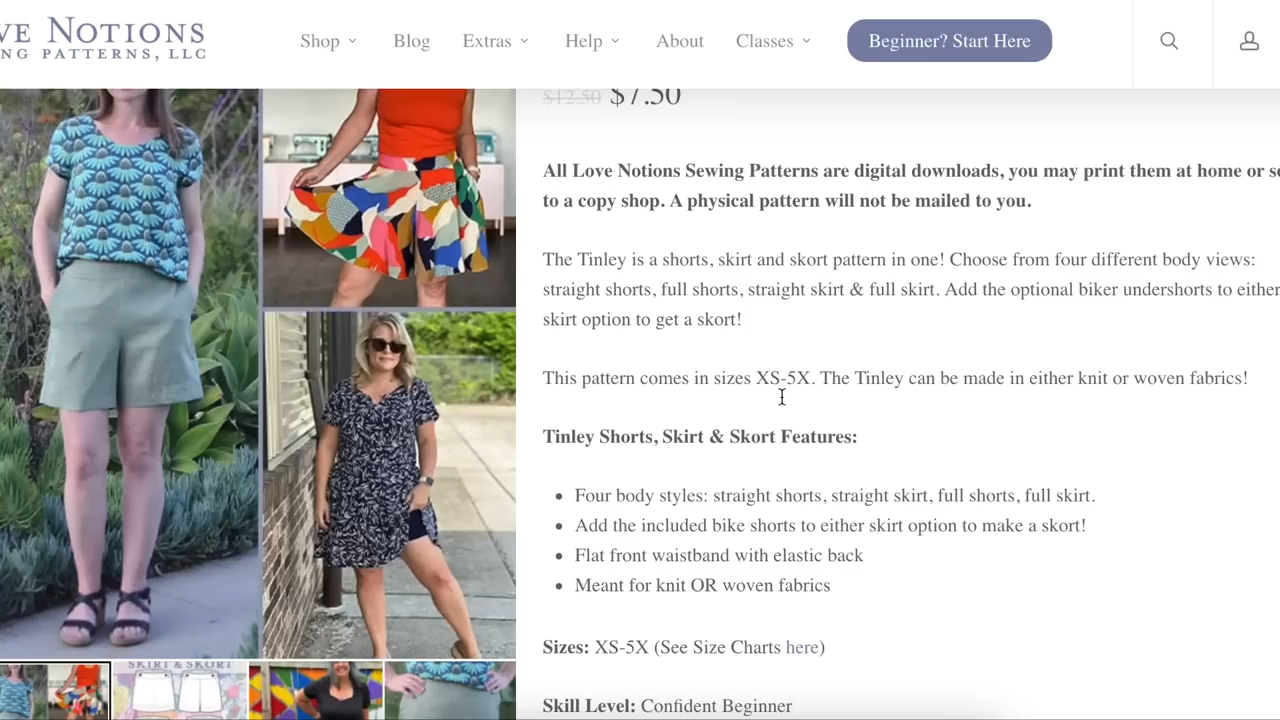 VE NOTIONS
NG PATTERNS, LLC
Shop
Blog
Extras
Help
About
Classes
Beginner? Start Here
$12.50 $7.50
All Love Notions Sewing Patterns are digital downloads, you may print them at home or
to a copy shop. A physical pattern will not be mailed to you.
The Tinley is a shorts, skirt and skort pattern in one! Choose from four different body views:
straight shorts, full shorts, straight skirt & full skirt. Add the optional biker undershorts to either
skirt option to get a skort!
This pattern comes in sizes XS-5X. The Tinley can be made in either knit or woven fabrics!
Tinley Shorts, Skirt & Skort Features:
Four body styles: straight shorts, straight skirt, full shorts, full skirt.
Add the included bike shorts to either skirt option to make a skort!
Flat front waistband with elastic back
Meant for knit OR woven fabrics
Sizes: XS-5X (See Size Charts here)
SKIRT & SKORT
Skill Level: Confident Beginner